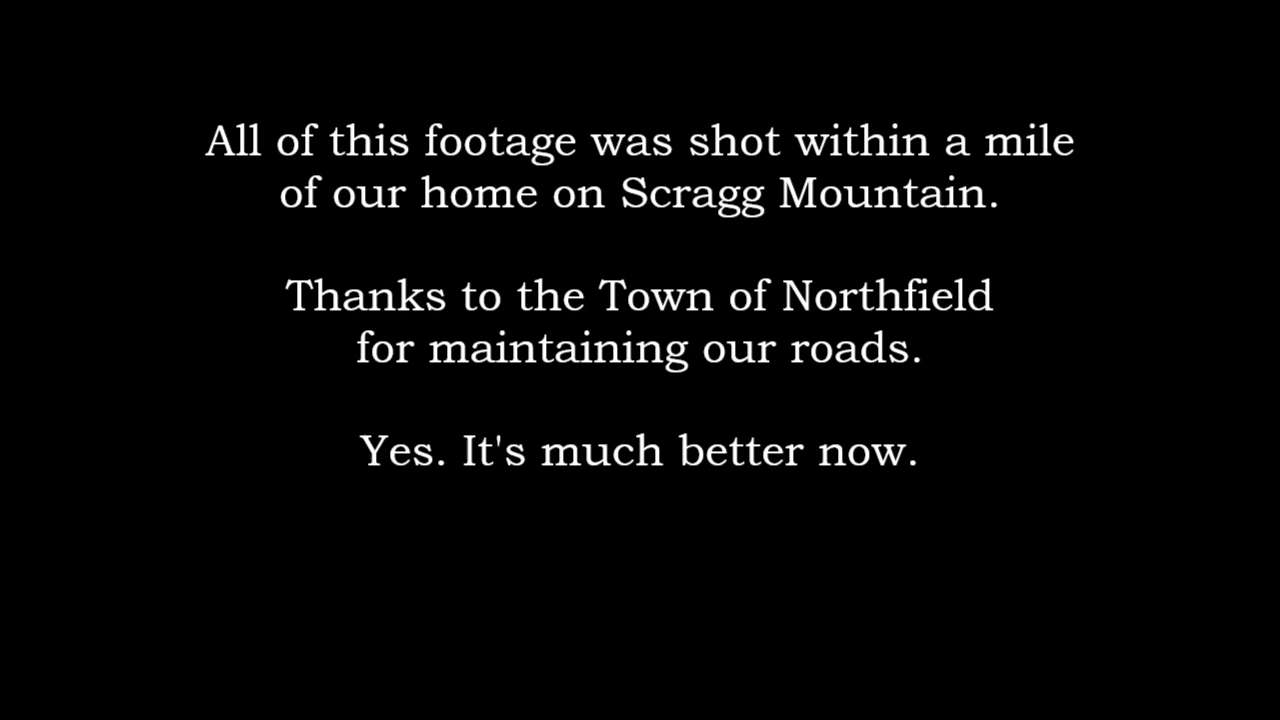 All of this footage was shot within a mile
of our home on Scragg Mountain.
Thanks to the Town of Northfield
for maintaining our roads.
Yes. It's much better now.